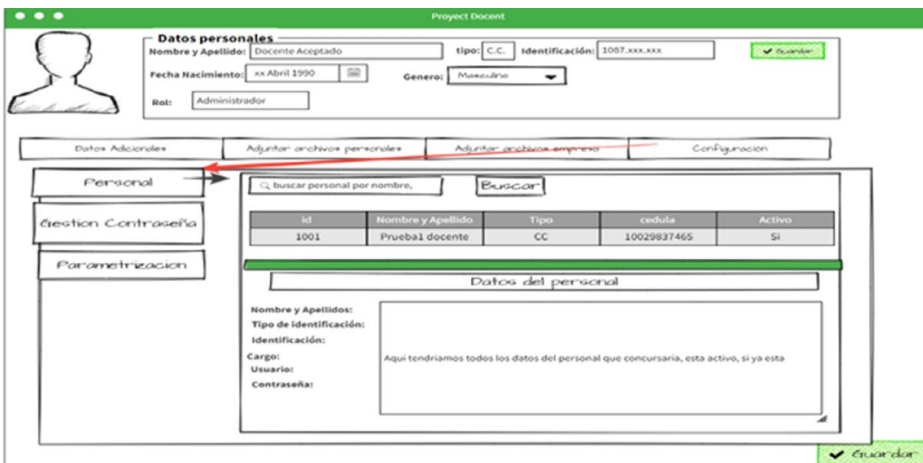 Proyect Docent
Datos personales
Nombre y Apellido: Docente Aceptado tipo: C.C. Identificación: 1087.xxx.xxx ✔ Guardar
Fecha Nacimiento: xx Abril 1990 Genero: Masculino
Rol: Administrador
Datos Adicionales Adjuntar archivos personales Adjuntar archivos empresa Configuración
Personal buscar personal por nombre, Buscar
Gestion Contraseña
id Nombre y Apellido Tipo cedula Activo
1001 Prueba1 docente CC 10029837465 Si
Parametrizacion
Datos del personal
Nombre y Apellidos:
Tipo de identificación:
Identificación:
Cargo: Aqui tendriamos todos los datos del personal que concursaria, esta activo, si ya esta
Usuario:
Contraseña:
✔ Guardar